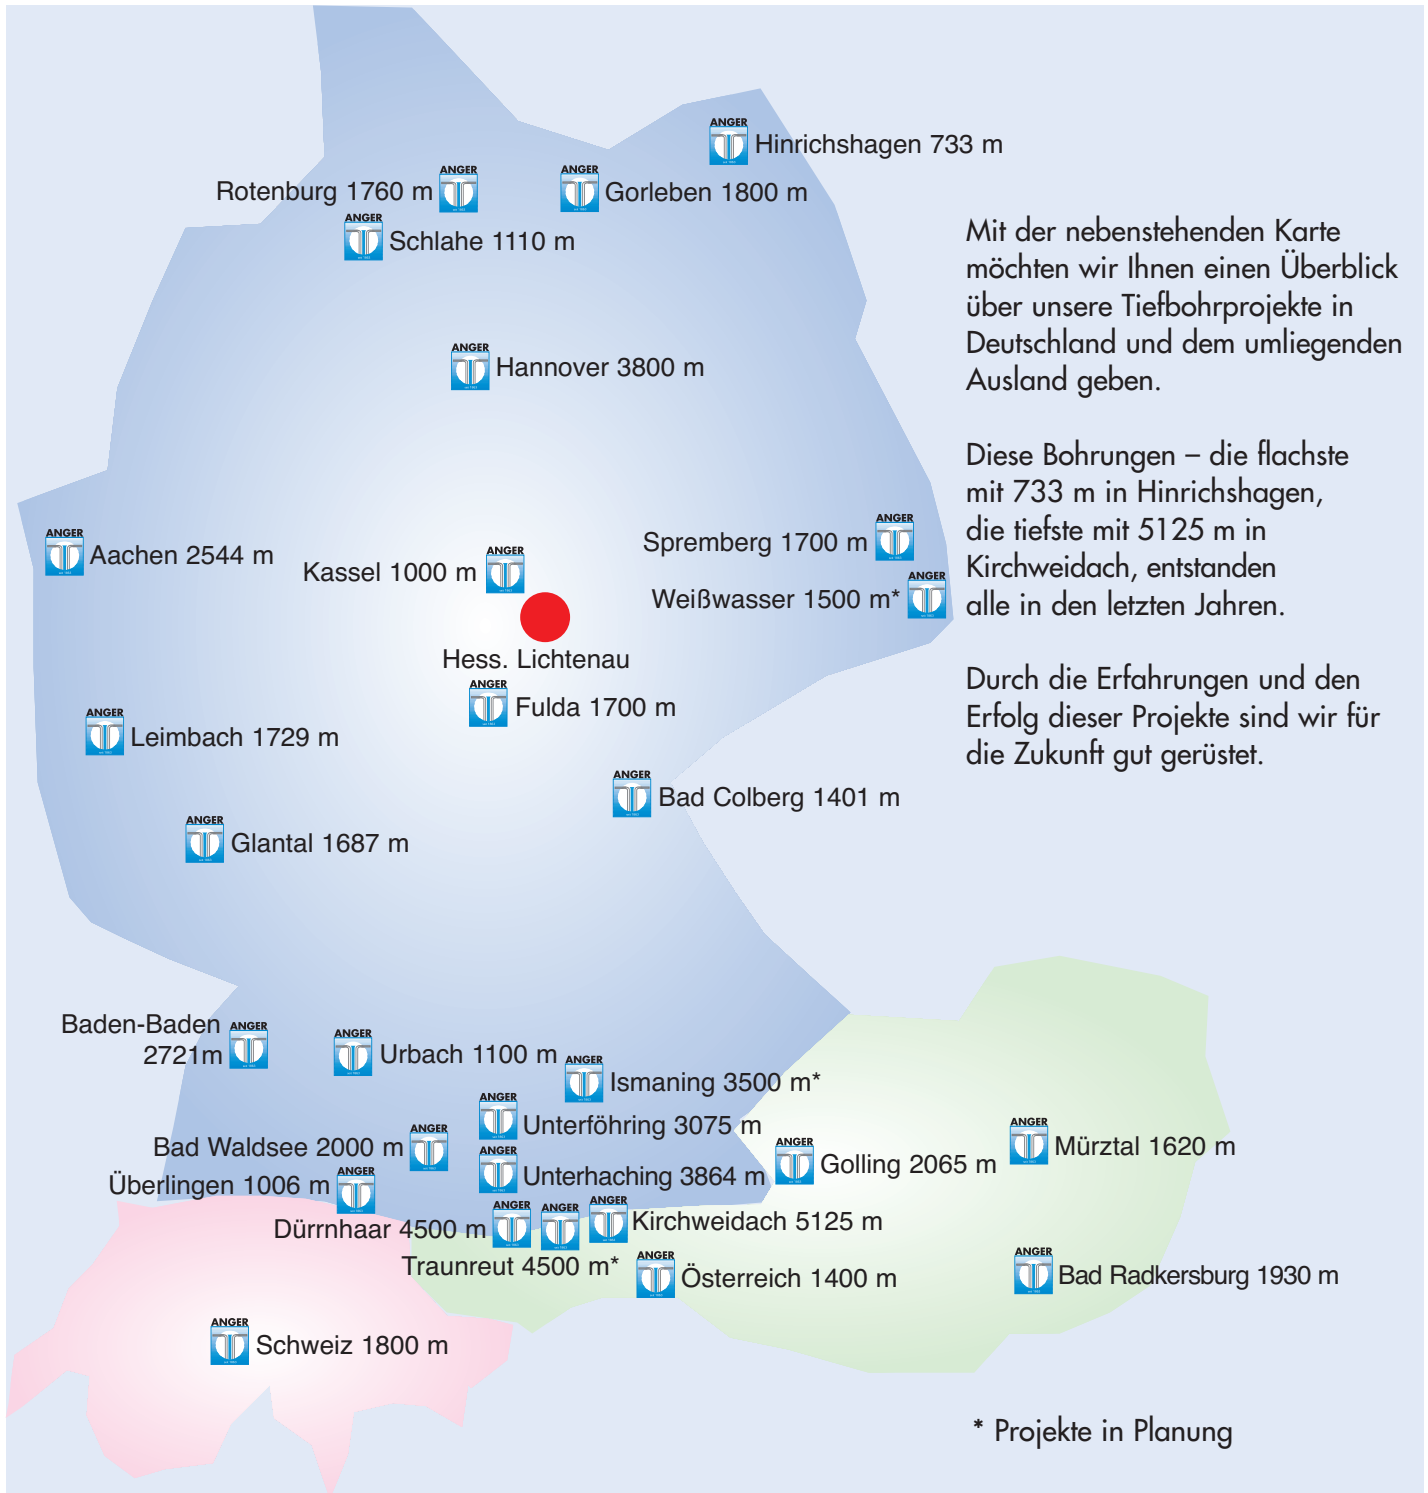 ANGER
Hinrichshagen 733 m
ANGER
Rotenburg 1760 m
ANGER
Gorleben 1800 m
ANGER
Schlahe 1110 m
ANGER
Hannover 3800 m
Mit der nebenstehenden Karte
möchten wir Ihnen einen Überblick
über unsere Tiefbohrprojekte in
Deutschland und dem umliegenden
Ausland geben.
Diese Bohrungen – die flachste
mit 733 m in Hinrichshagen,
die tiefste mit 5125 m in
Kirchweidach, entstanden
alle in den letzten Jahren.
Durch die Erfahrungen und den
Erfolg dieser Projekte sind wir für
die Zukunft gut gerüstet.
ANGER
Aachen 2544 m
ANGER
Kassel 1000 m
ANGER
Spremberg 1700 m
ANGER
Weißwasser 1500 m*
Hess. Lichtenau
ANGER
Fulda 1700 m
ANGER
Leimbach 1729 m
ANGER
Bad Colberg 1401 m
ANGER
Glantal 1687 m
Baden-Baden
2721m
ANGER
ANGER
Urbach 1100 m
ANGER
Ismaning 3500 m*
ANGER
Unterföhring 3075 m
ANGER
Bad Waldsee 2000 m
ANGER
Unterhaching 3864 m
ANGER
Golling 2065 m
ANGER
Mürztal 1620 m
ANGER
Überlingen 1006 m
ANGER
Dürrnhaar 4500 m
ANGER
Traunreut 4500 m*
ANGER
Kirchweidach 5125 m
ANGER
Österreich 1400 m
ANGER
Bad Radkersburg 1930 m
ANGER
Schweiz 1800 m
* Projekte in Planung